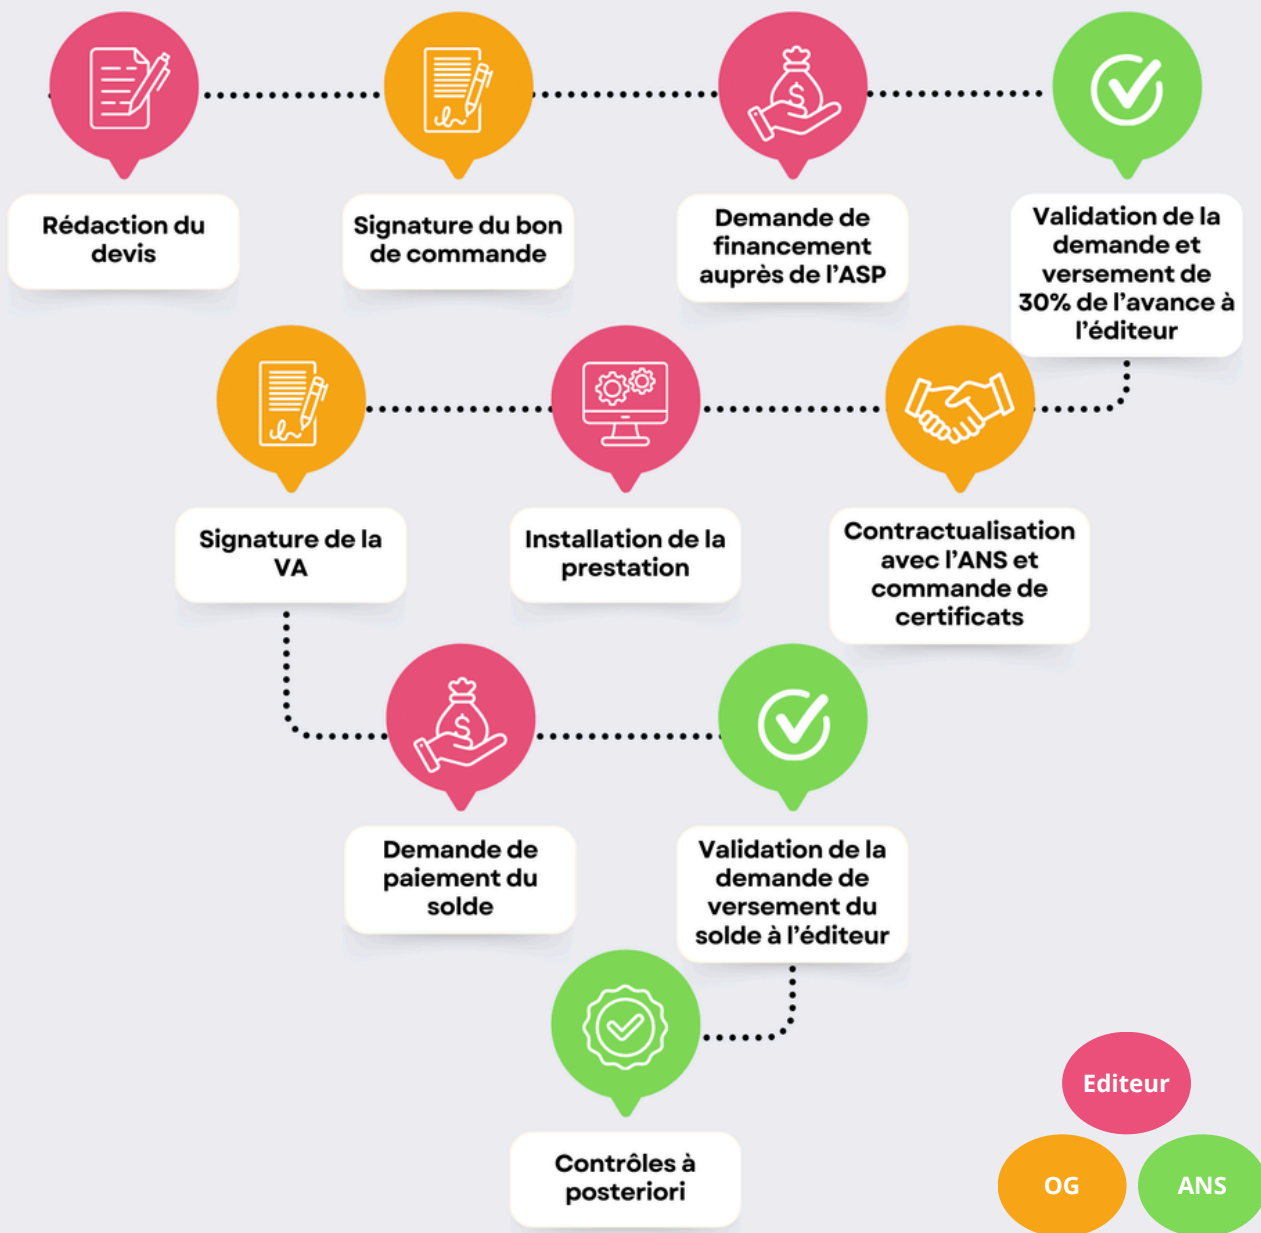 Rédaction du
devis
Signature du bon
de commande
Demande de
financement
auprès de l'ASP
Validation de la
demande et
versement de
30% de l'avance à
l'éditeur
Signature de la
VA
Installation de la
prestation
Contractualisation
avec l'ANS et
commande de
certificats
Demande de
paiement du
solde
Validation de la
demande de
versement du
solde à l'éditeur
Contrôles à
posteriori
Editeur
OG
ANS